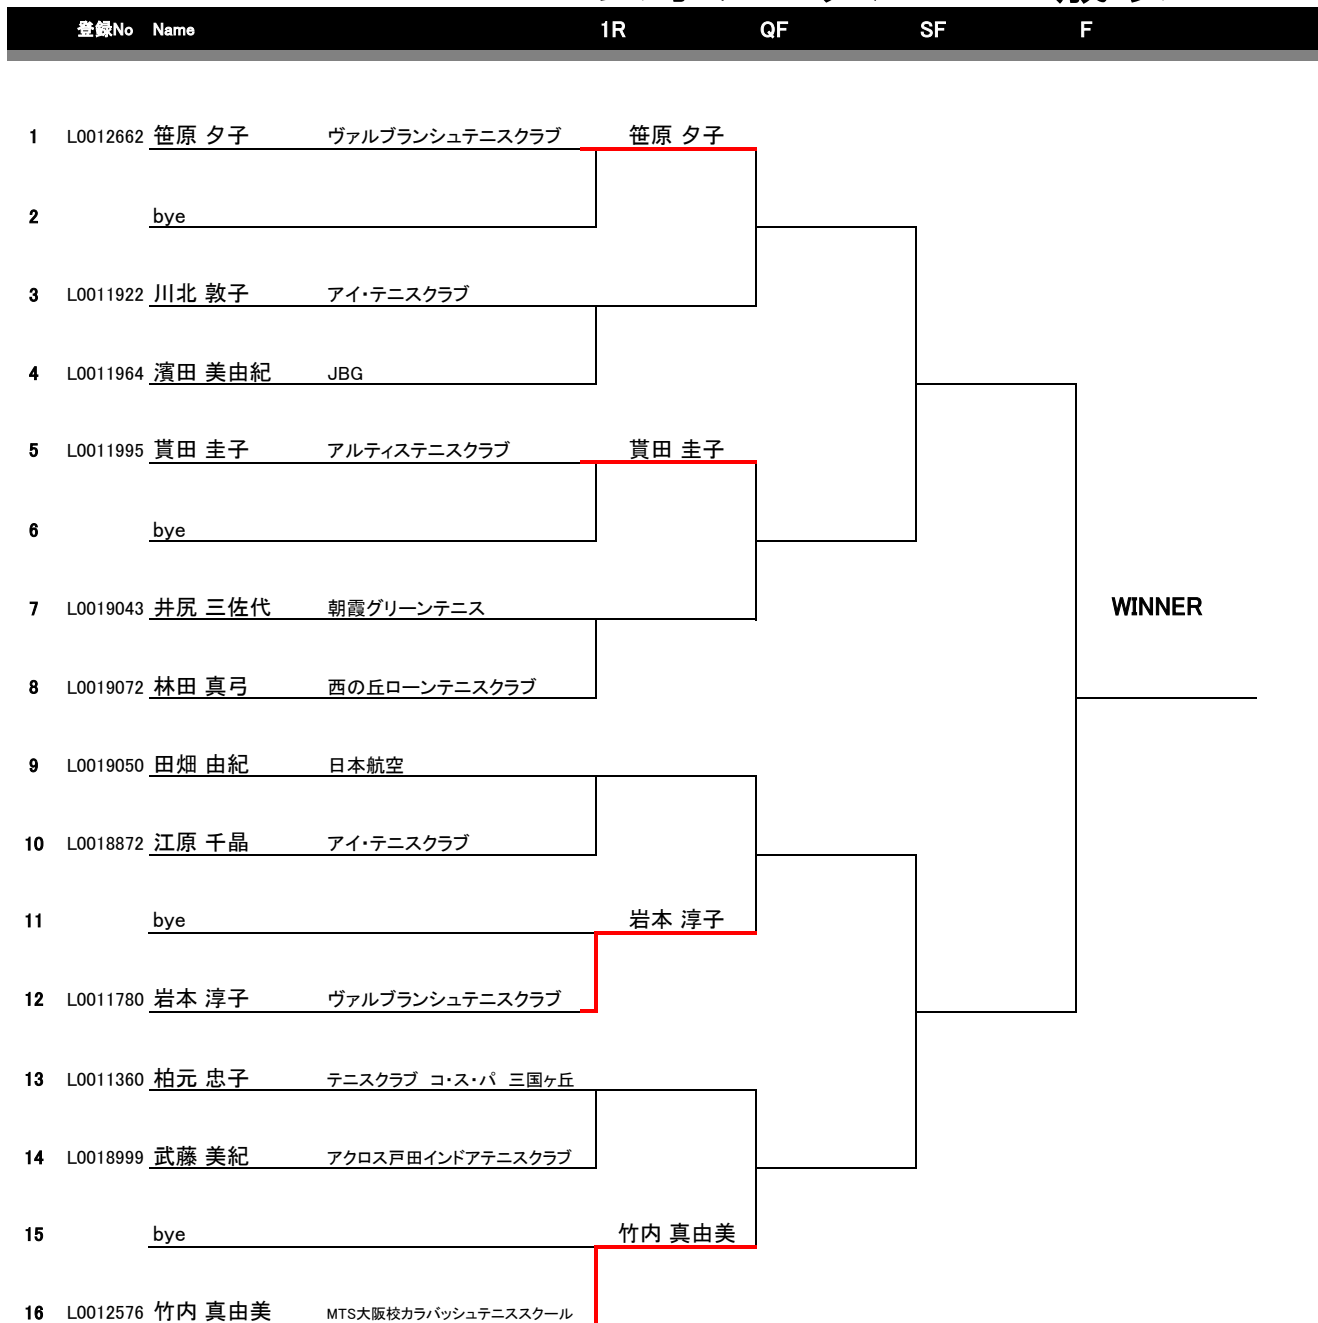 登録No Name 1R QF SF F
1 L0012662 笹原 夕子 ヴァルブランシュテニスクラブ 笹原 夕子
2 bye
3 L0011922 川北 敦子 アイ・テニスクラブ
4 L0011964 濱田 美由紀 JBG
5 L0011995 貰田 圭子 アルティステニスクラブ 貰田 圭子
6 bye
7 L0019043 井尻 三佐代 朝霞グリーンテニス WINNER
8 L0019072 林田 真弓 西の丘ローンテニスクラブ
9 L0019050 田畑 由紀 日本航空
10 L0018872 江原 千晶 アイ・テニスクラブ
11 bye 岩本 淳子
12 L0011780 岩本 淳子 ヴァルブランシュテニスクラブ
13 L0011360 柏元 忠子 テニスクラブ コ・ス・パ 三国ヶ丘
14 L0018999 武藤 美紀 アクロス戸田インドアテニスクラブ
15 bye 竹内 真由美
16 L0012576 竹内 真由美 MTS大阪校カラバッシュテニススクール